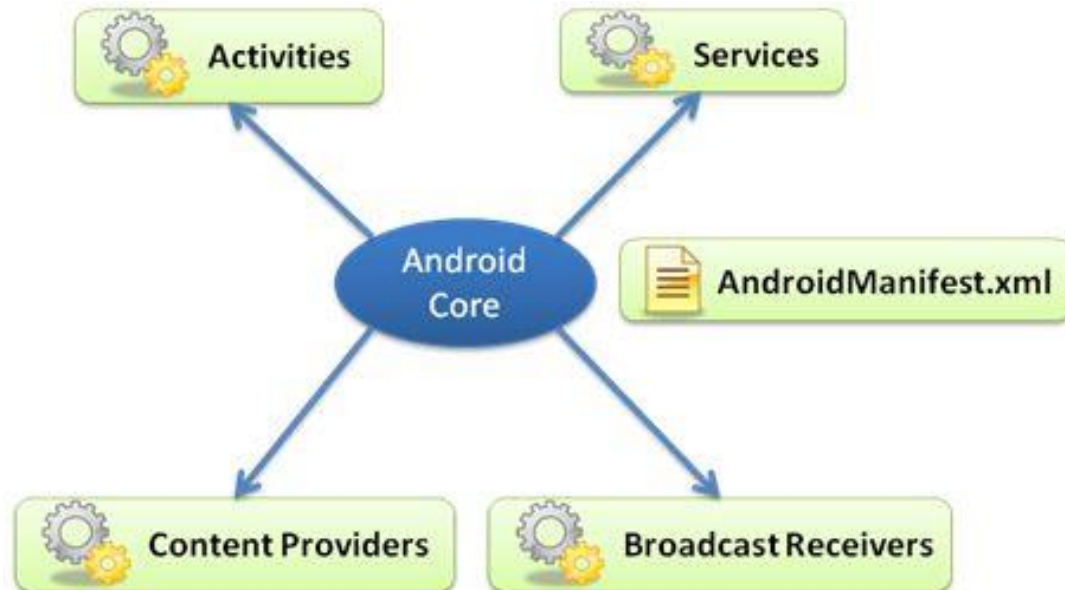 Activities
Services
Android
Core
AndroidManifest.xml
Content Providers
Broadcast Receivers